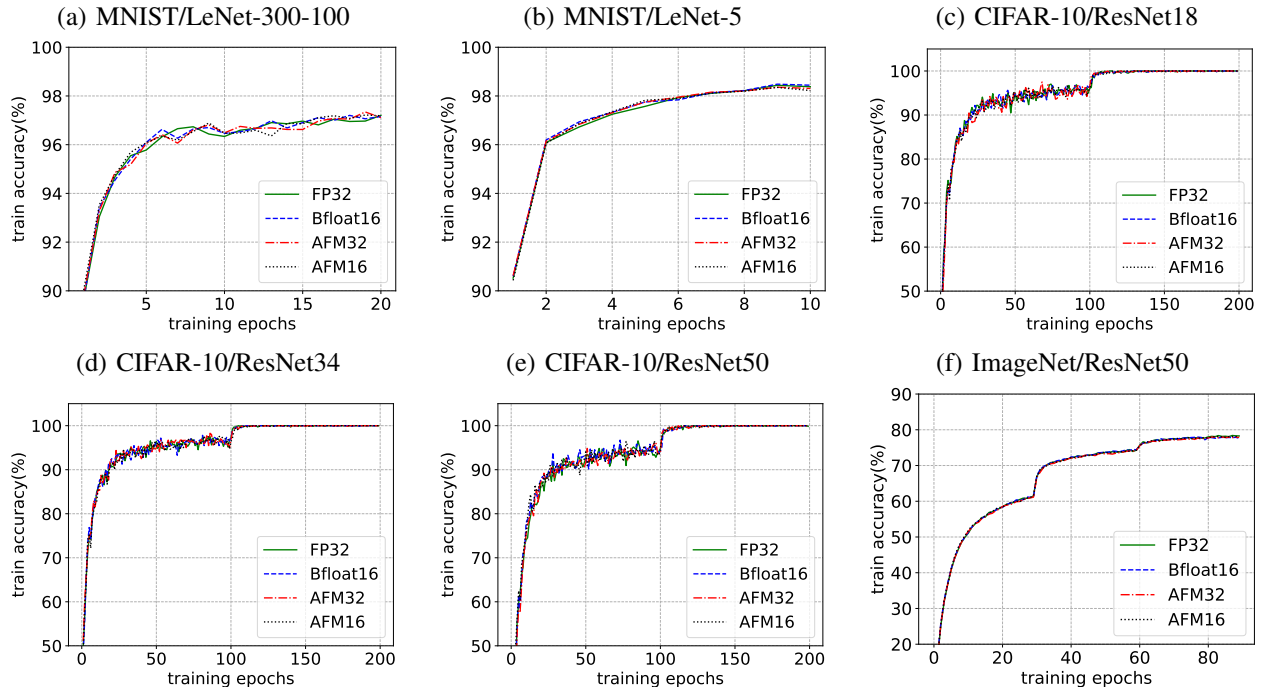 (a) MNIST/LeNet-300-100
100
98
96
94
92
90
train accuracy(%)
FP32
Bfloat16
AFM32
AFM16
5
10
15
20
training epochs
(b) MNIST/LeNet-5
100
98
96
94
92
90
train accuracy(%)
FP32
Bfloat16
AFM32
AFM16
2
4
6
8
10
training epochs
(c) CIFAR-10/ResNet18
100
90
80
70
60
50
train accuracy(%)
FP32
Bfloat16
AFM32
AFM16
0
50
100
150
200
training epochs
(d) CIFAR-10/ResNet34
100
90
80
70
60
50
train accuracy(%)
FP32
Bfloat16
AFM32
AFM16
0
50
100
150
200
training epochs
(e) CIFAR-10/ResNet50
100
90
80
70
60
50
train accuracy(%)
FP32
Bfloat16
AFM32
AFM16
0
50
100
150
200
training epochs
(f) ImageNet/ResNet50
90
80
70
60
50
40
30
20
train accuracy(%)
FP32
Bfloat16
AFM32
AFM16
0
20
40
60
80
training epochs